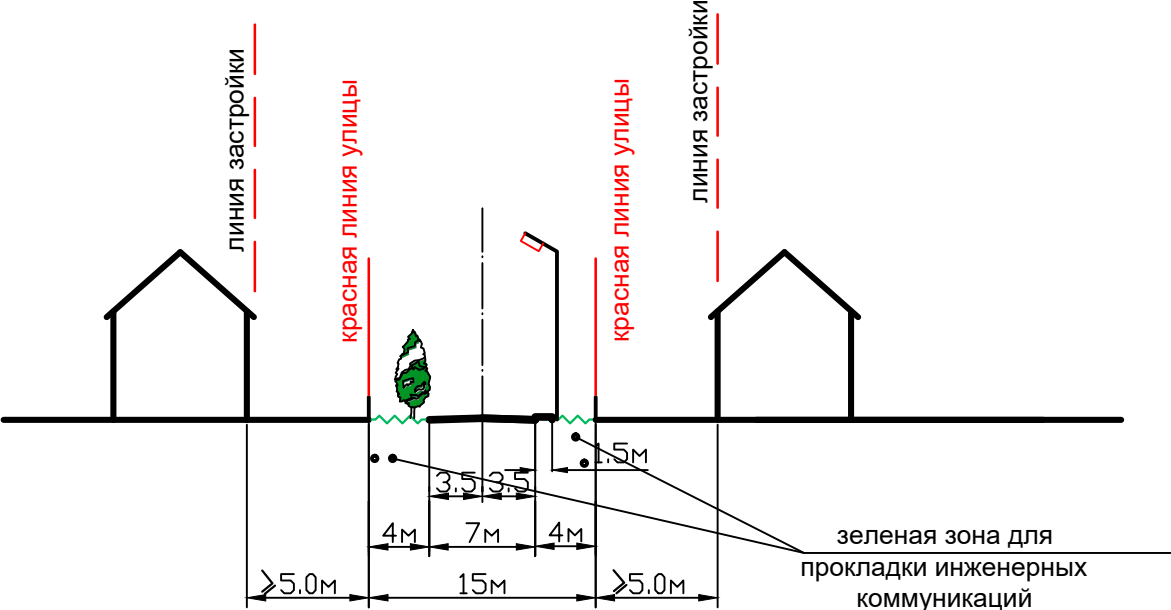 линия застройки
красная линия улицы
красная линия улицы
линия застройки
1.5м
3.5 3.5
4м 7м 4м
⩾5.0м 15м ⩾5.0м
зеленая зона для
прокладки инженерных
коммуникаций